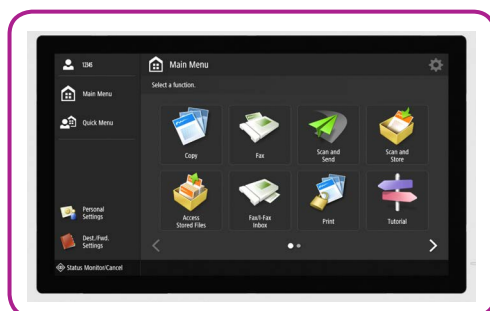 12345
Main Menu
Quick Menu
Personal
Settings
Dest./Fwd.
Settings
Status Monitor/Cancel
Main Menu
Select a function.
Copy
Fax
Scan and
Send
Scan and
Store
Access
Stored Files
Fax/I-Fax
Inbox
Print
Tutorial